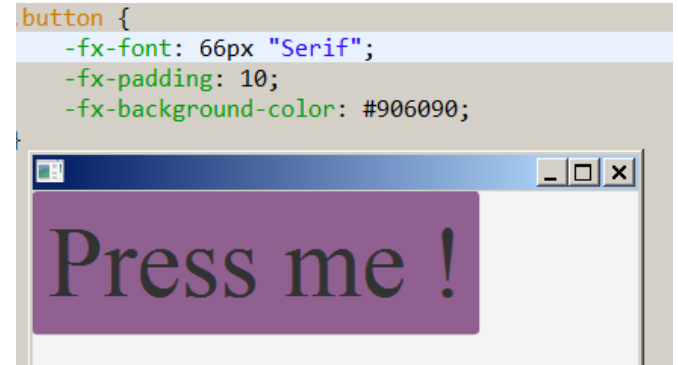 .button {
-fx-font: 66px "Serif";
-fx-padding: 10;
-fx-background-color: #906090;
}
Press me !